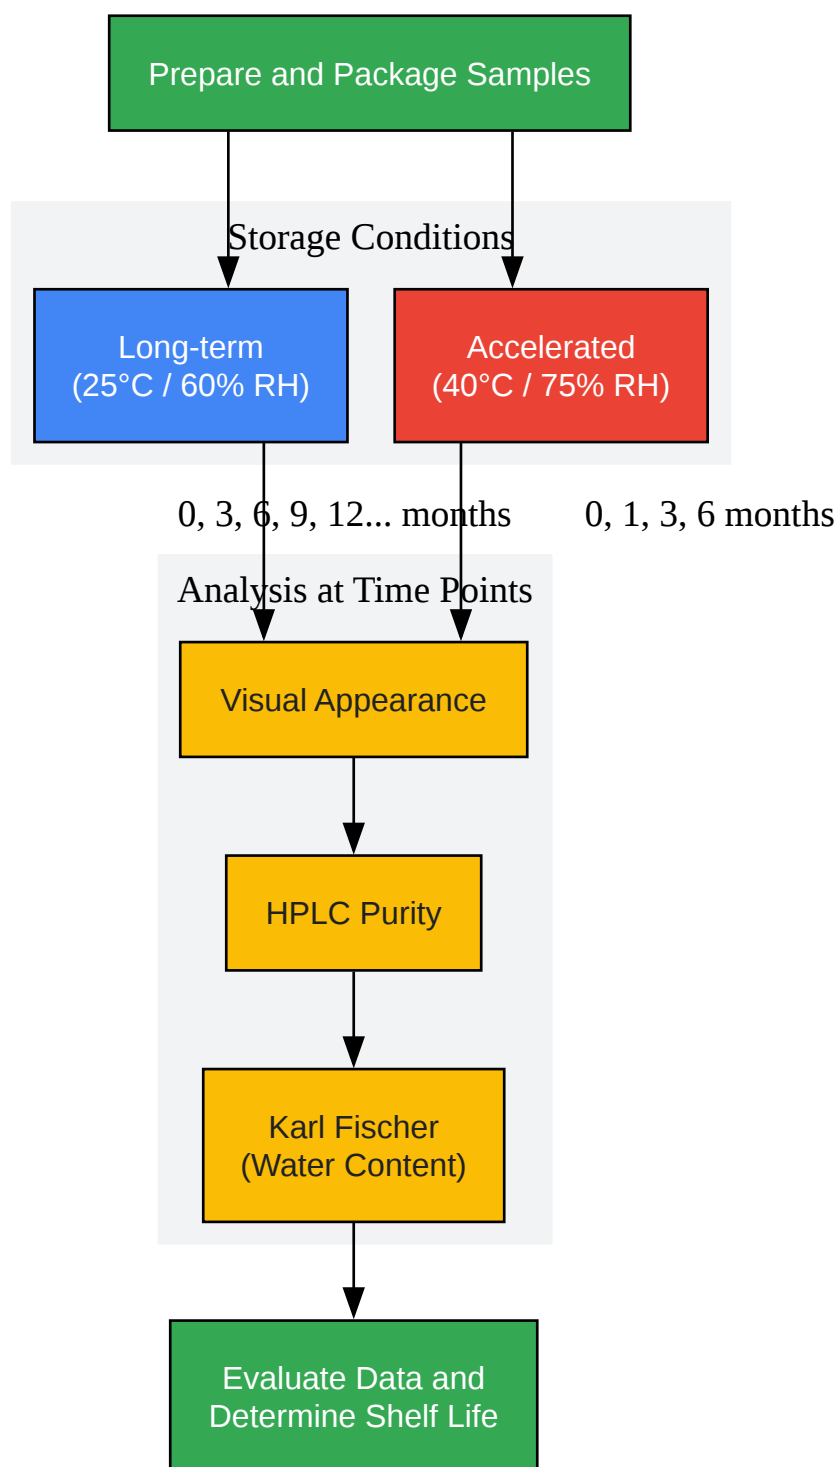 Prepare and Package Samples
Storage Conditions
Long-term
(25°C / 60% RH)
Accelerated
(40°C / 75% RH)
0, 3, 6, 9, 12... months
0, 1, 3, 6 months
Analysis at Time Points
Visual Appearance
HPLC Purity
Karl Fischer
(Water Content)
Evaluate Data and
Determine Shelf Life